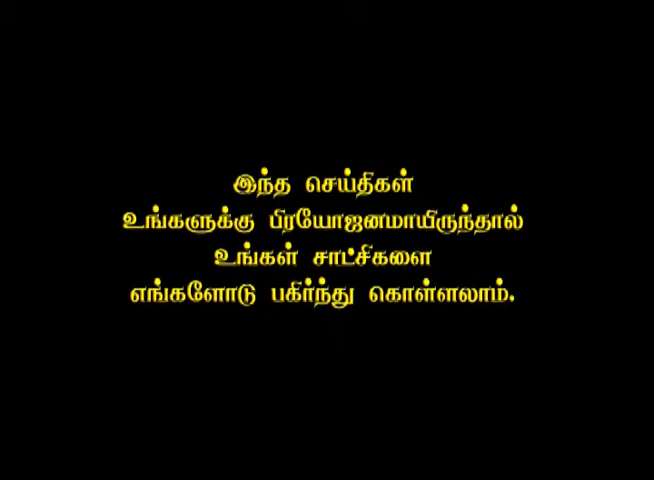 இந்த செய்திகள்
உங்களுக்கு பிரயோஜனமாயிருந்தால்
உங்கள் சாட்சிகளை
எங்களோடு பகிர்ந்து கொள்ளலாம்.